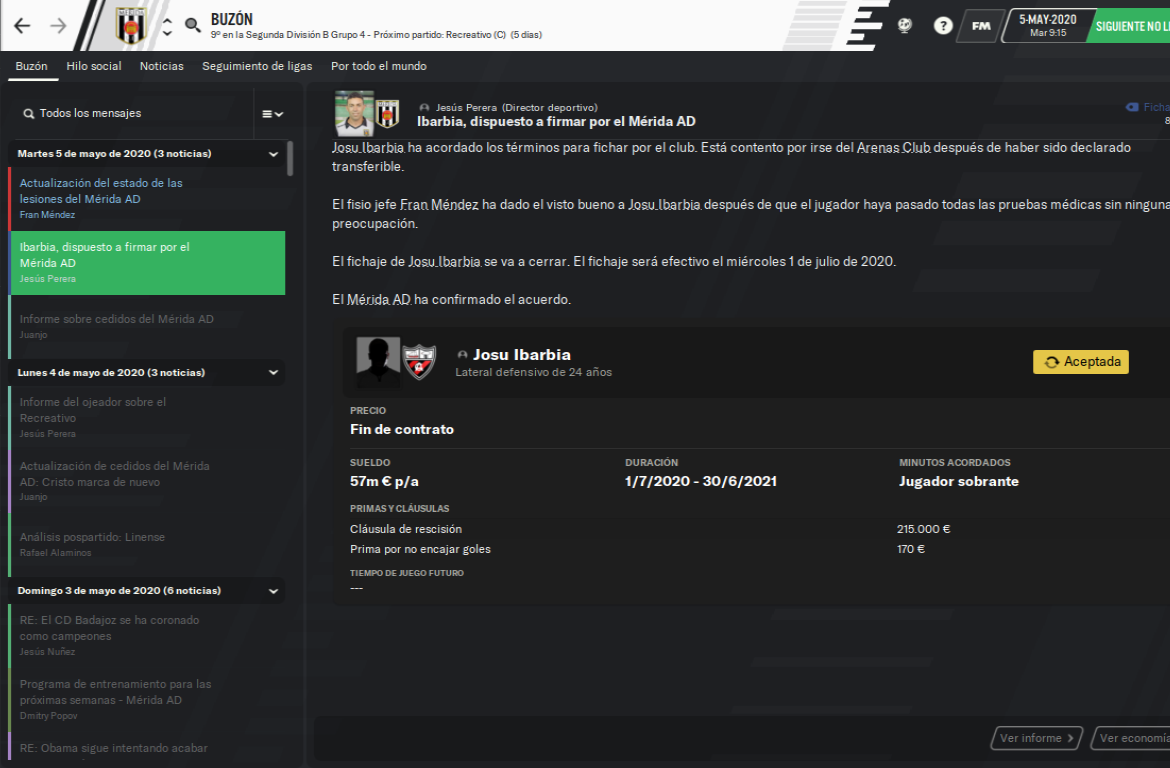 BUZÓN
9º en la Segunda División B Grupo 4 - Próximo partido: Recreativo (C) (5 días)
?
FM
5-MAY-2020
Mar 9:15
SIGUIENTE NO L
Buzón
Hilo social
Noticias
Seguimiento de ligas
Por todo el mundo
Todos los mensajes
Martes 5 de mayo de 2020 (3 noticias)
Actualización del estado de las
lesiones del Mérida AD
Fran Méndez
Ibarbia, dispuesto a firmar por el
Mérida AD
Jesús Perera
Informe sobre cedidos del Mérida AD
Juanjo
Lunes 4 de mayo de 2020 (3 noticias)
Informe del ojeador sobre el
Recreativo
Jesús Perera
Actualización de cedidos del Mérida
AD: Cristo marca de nuevo
Juanjo
Análisis pospartido: Linense
Rafael Alaminos
Domingo 3 de mayo de 2020 (6 noticias)
RE: El CD Badajoz se ha coronado
como campeones
Jesús Nuñez
Programa de entrenamiento para las
próximas semanas - Mérida AD
Dmitry Popov
RE: Obama sigue intentando acabar
Jesús Perera (Director deportivo)
Ibarbia, dispuesto a firmar por el Mérida AD
Ficha
8
Josu Ibarbia ha acordado los términos para fichar por el club. Está contento por irse del Arenas Club después de haber sido declarado
transferible.
El fisio jefe Fran Méndez ha dado el visto bueno a Josu Ibarbia después de que el jugador haya pasado todas las pruebas médicas sin ninguna
preocupación.
El fichaje de Josu Ibarbia se va a cerrar. El fichaje será efectivo el miércoles 1 de julio de 2020.
El Mérida AD ha confirmado el acuerdo.
Josu Ibarbia
Lateral defensivo de 24 años
Aceptada
PRECIO
Fin de contrato
SUELDO
57m € p/a
DURACIÓN
1/7/2020 - 30/6/2021
MINUTOS ACORDADOS
Jugador sobrante
PRIMAS Y CLÁUSULAS
Cláusula de rescisión
215.000 €
Prima por no encajar goles
170 €
TIEMPO DE JUEGO FUTURO
---
Ver informe
Ver economía